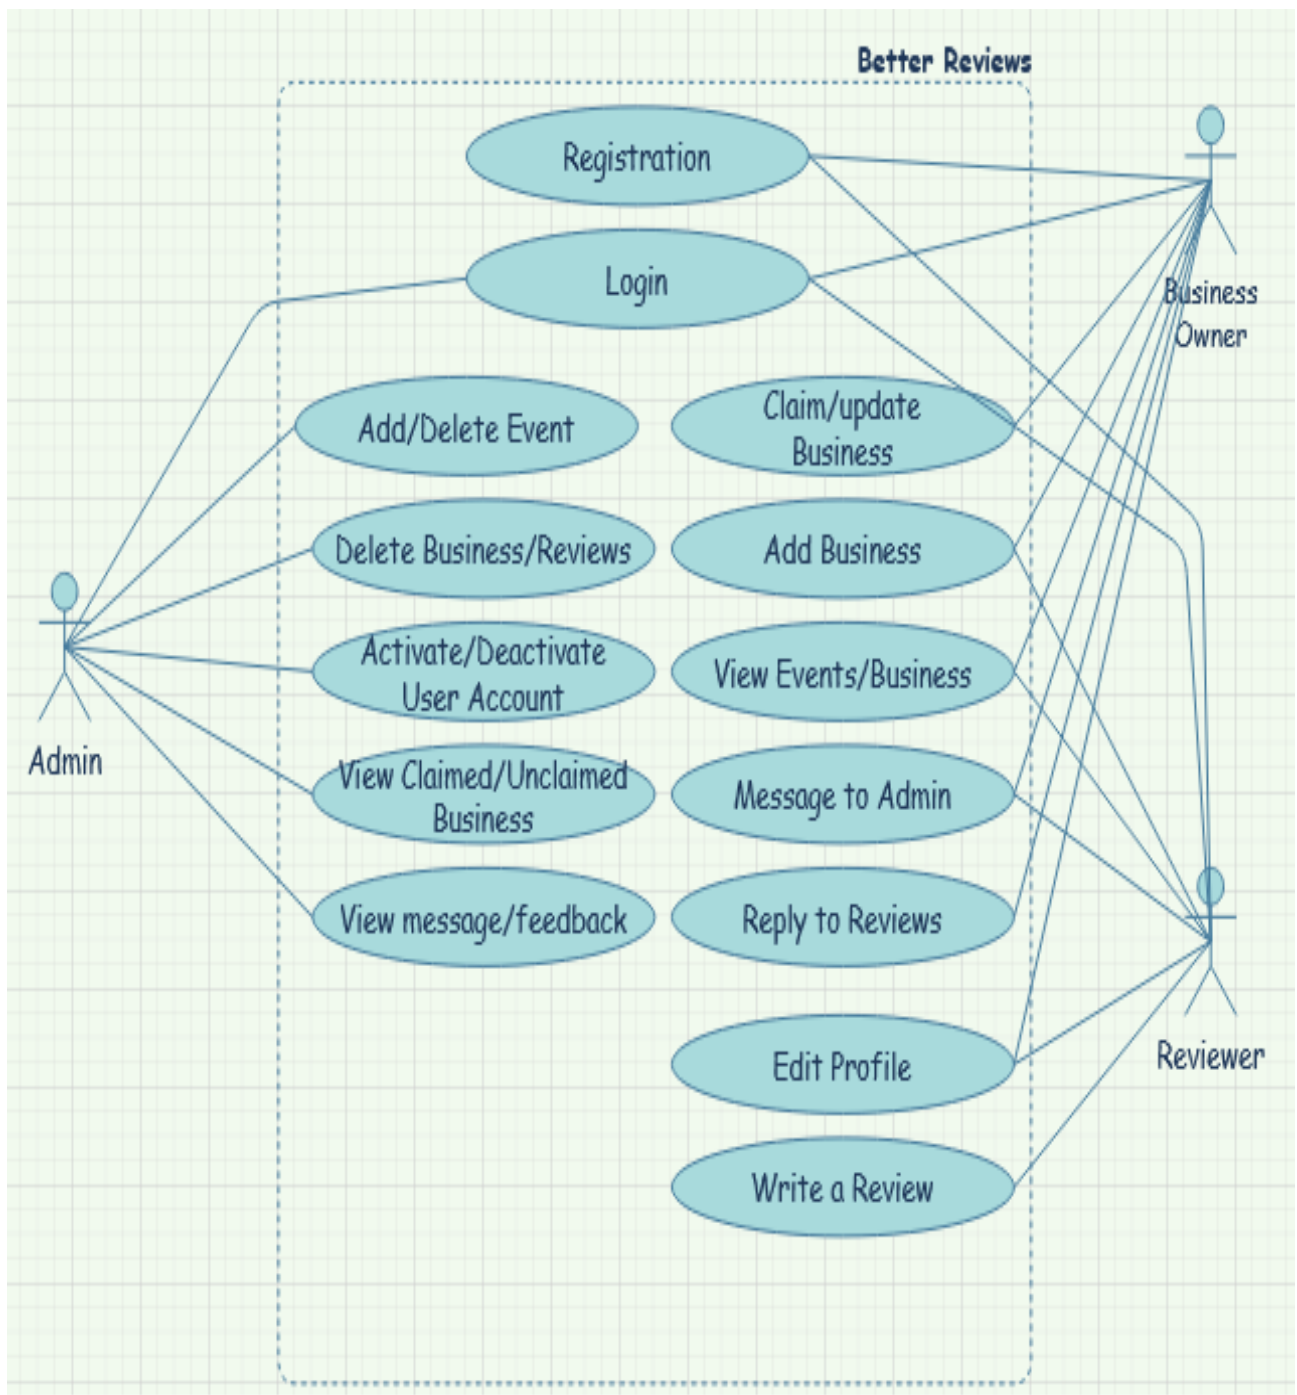 Better Reviews
Registration
Login
Business
Owner
Add/Delete Event
Claim/update
Business
Delete Business/Reviews
Add Business
Activate/Deactivate
User Account
View Events/Business
Admin
View Claimed/Unclaimed
Business
Message to Admin
View message/feedback
Reply to Reviews
Edit Profile
Reviewer
Write a Review